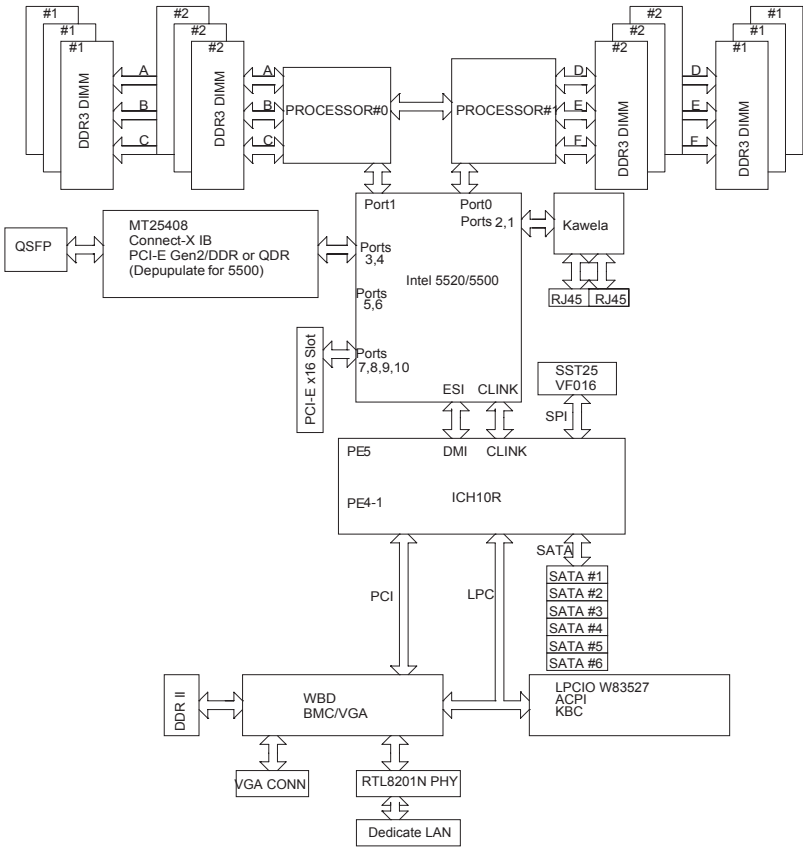 #1
#1
#1
DDR3 DIMM
A
B
C
#2
#2
#2
DDR3 DIMM
A
B
C
PROCESSOR#0
PROCESSOR#1
D
E
F
#2
#2
#2
DDR3 DIMM
D
E
F
#1
#1
#1
DDR3 DIMM
QSFP
MT25408
Connect-X IB
PCI-E Gen2/DDR or QDR
(Depupulate for 5500)
Port1
Port0
Ports 2,1
Ports
3,4
Intel 5520/5500
Ports
5,6
Ports
7,8,9,10
ESI
CLINK
Kawela
RJ45
RJ45
PCI-E x16 Slot
SST25
VF016
SPI
PE5
DMI
CLINK
ICH10R
PE4-1
PCI
LPC
SATA
SATA #1
SATA #2
SATA #3
SATA #4
SATA #5
SATA #6
DDR II
WBD
BMC/VGA
LPCIO W83527
ACPI
KBC
VGA CONN
RTL8201N PHY
Dedicate LAN